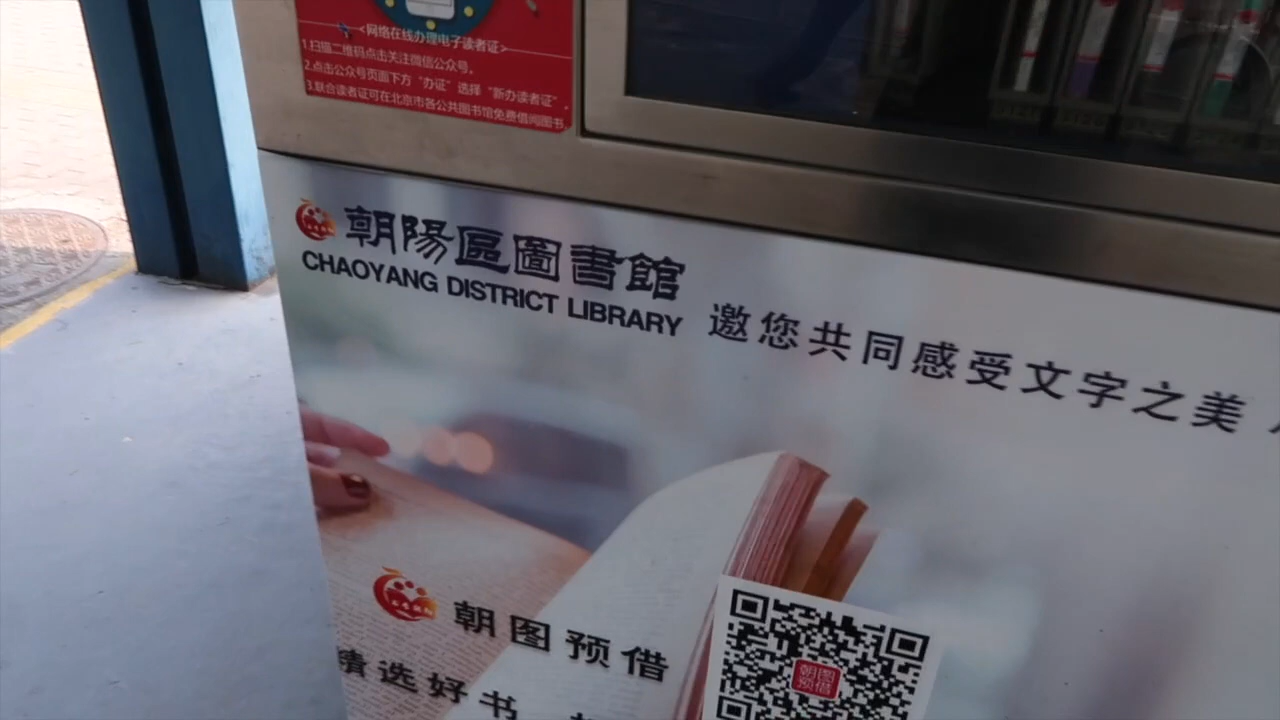 <网络在线办理电子读者证>
1.扫描二维码点击关注微信公众号。
2.点击公众号页面下方“办证”选择“新办读者证”。
3.联合读者证可在北京市各公共图书馆免费借阅图书
朝陽區圖書館
CHAOYANG DISTRICT LIBRARY
邀您共同感受文字之美
朝图预借
精选好书
朝图
预借